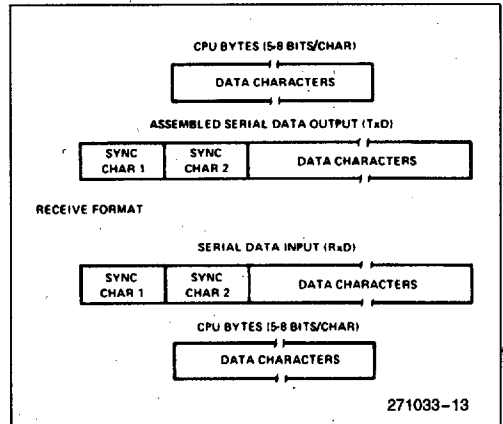 CPU BYTES (5-8 BITS/CHAR)
DATA CHARACTERS
ASSEMBLED SERIAL DATA OUTPUT (TxD)
SYNC CHAR 1
SYNC CHAR 2
DATA CHARACTERS
RECEIVE FORMAT
SERIAL DATA INPUT (RxD)
SYNC CHAR 1
SYNC CHAR 2
DATA CHARACTERS
CPU BYTES (5-8 BITS/CHAR)
DATA CHARACTERS
271033-13